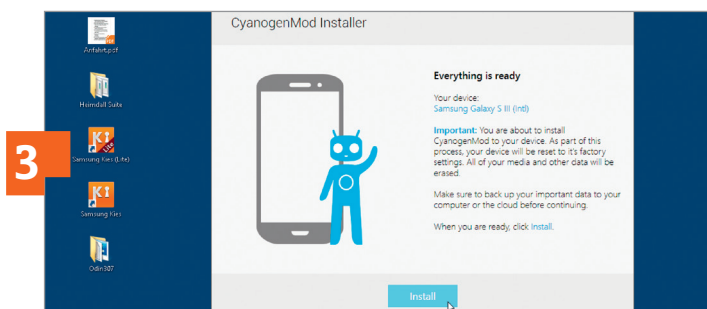 CyanogenMod Installer
Anfahrt.pdf
Heimdall Suite
3
Samsung Kies (Lite)
Samsung Kies
Odin307
Everything is ready
Your device:
Samsung Galaxy S III (Intl)
Important: You are about to install
CyanogenMod to your device. As part of this
process, your device will be reset to it's factory
settings. All of your media and other data will be
erased.
Make sure to back up your important data to your
computer or the cloud before continuing.
When you are ready, click Install.
Install